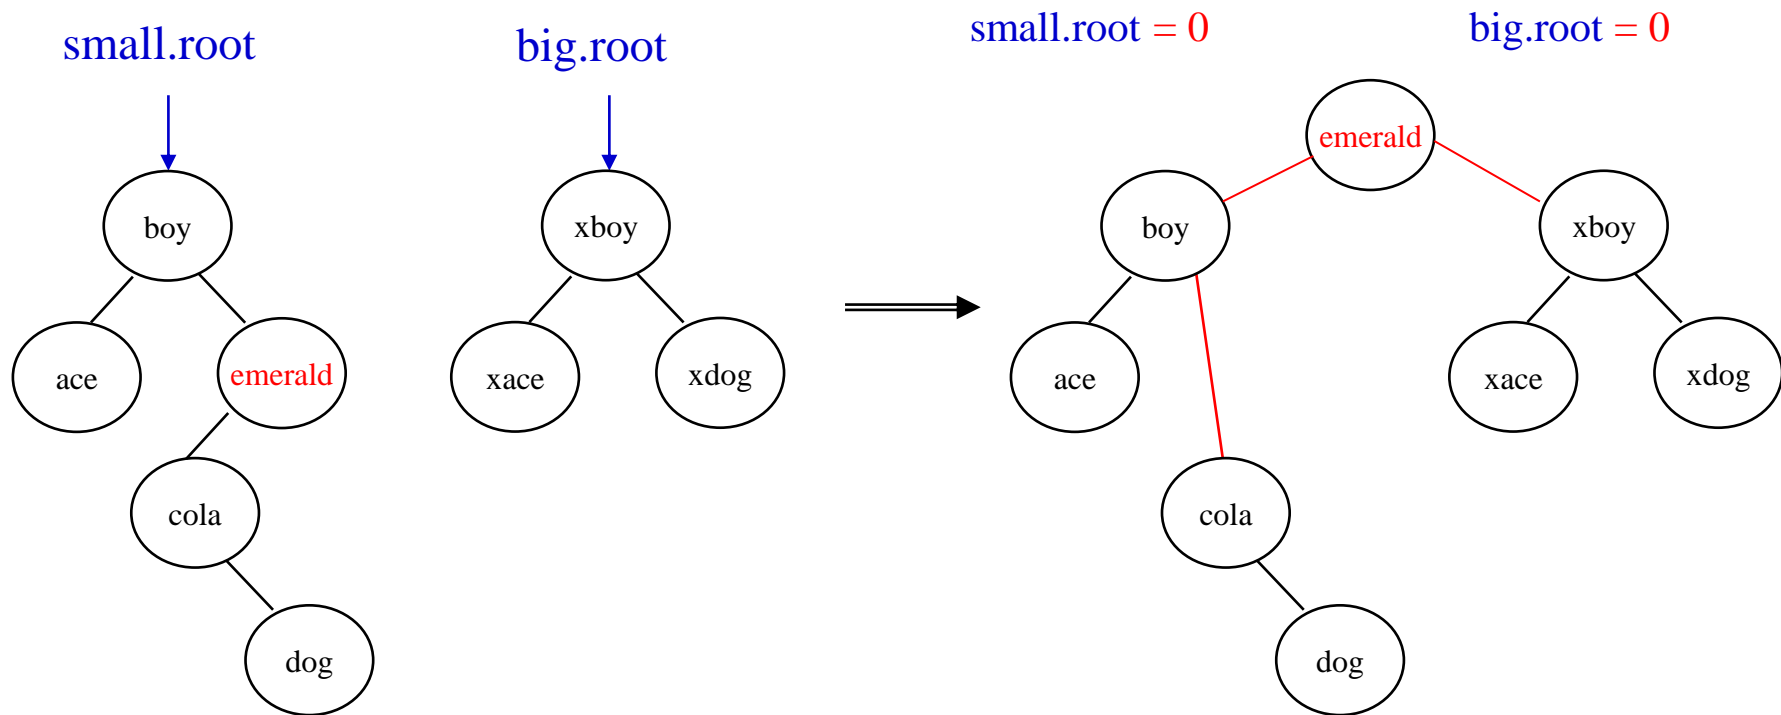 small.root
big.root
small.root = 0
big.root = 0
boy
ace
emerald
cola
dog
xboy
xace
xdog
emerald
boy
xboy
ace
cola
dog
xace
xdog